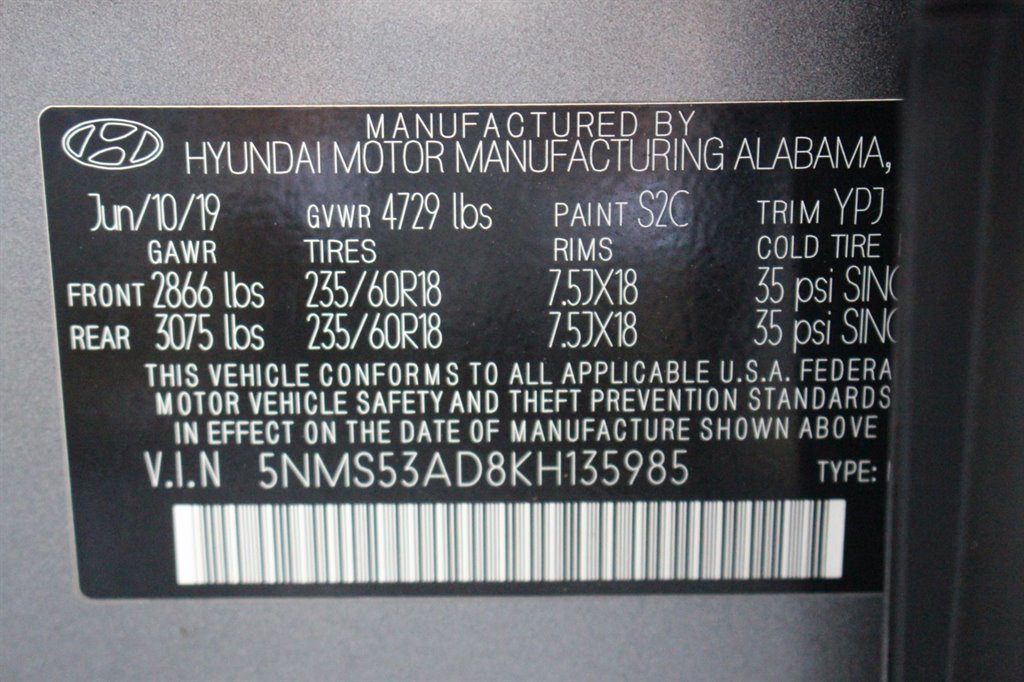 MANUFACTURED BY
HYUNDAI MOTOR MANUFACTURING ALABAMA,
Jun/10/19 GVWR 4729 lbs PAINT S2C TRIM YPJ
GAWR TIRES RIMS COLD TIRE
FRONT 2866 lbs 235/60R18 7.5JX18 35 psi SING
REAR 3075 lbs 235/60R18 7.5JX18 35 psi SING
THIS VEHICLE CONFORMS TO ALL APPLICABLE U.S.A. FEDERA
MOTOR VEHICLE SAFETY AND THEFT PREVENTION STANDARDS
IN EFFECT ON THE DATE OF MANUFACTURE SHOWN ABOVE
V.I.N 5NMS53AD8KH135985 TYPE: